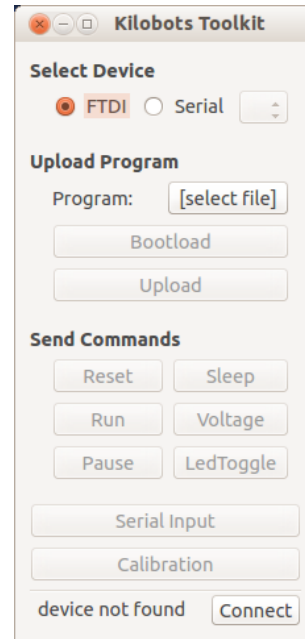 Kilobots Toolkit
Select Device
FTDI Serial
Upload Program
Program: [select file]
Bootload
Upload
Send Commands
Reset Sleep
Run Voltage
Pause LedToggle
Serial Input
Calibration
device not found Connect